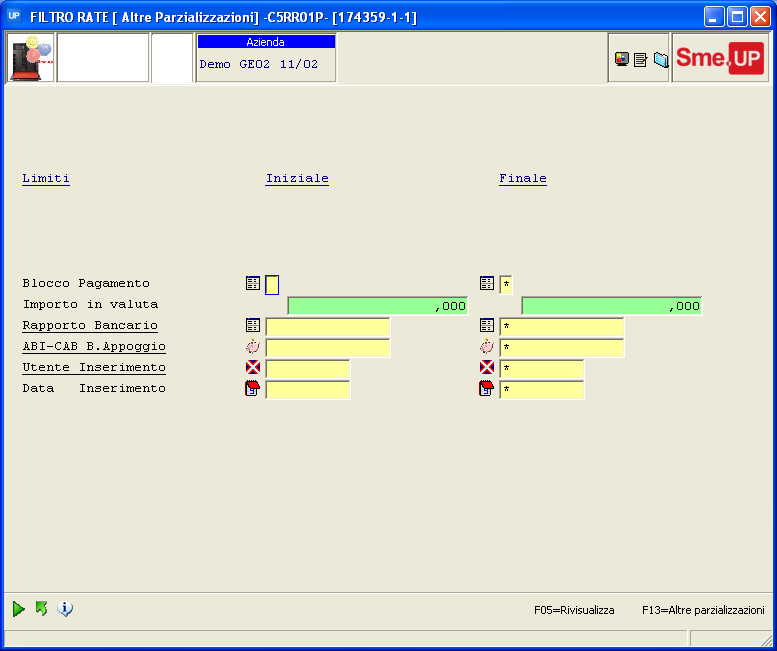 UP FILTRO RATE [ Altre Parzializzazioni] -C5RR01P- [174359-1-1]
Azienda
Demo GEO2 11/02
Sme.UP
Limiti Iniziale Finale
Blocco Pagamento *
Importo in valuta ,000 ,000
Rapporto Bancario *
ABI-CAB B.Appoggio *
Utente Inserimento *
Data Inserimento *
F05=Rivisualizza F13=Altre parzializzazioni